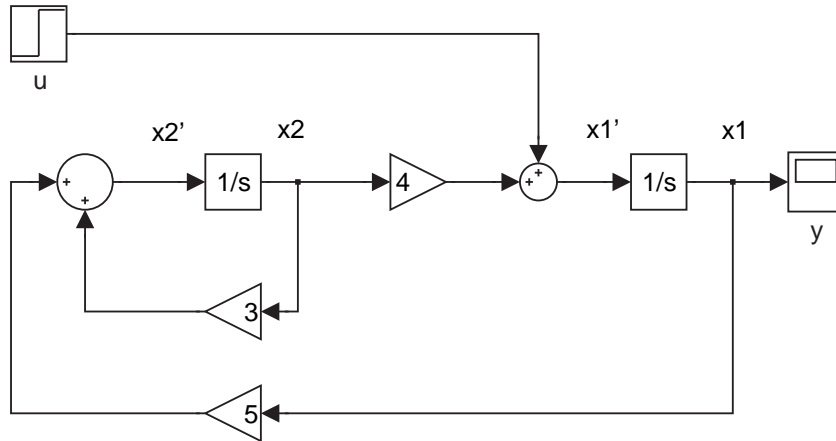 u
x2' x2 x1' x1
+ 1/s 4 + + 1/s
+
y
3
5